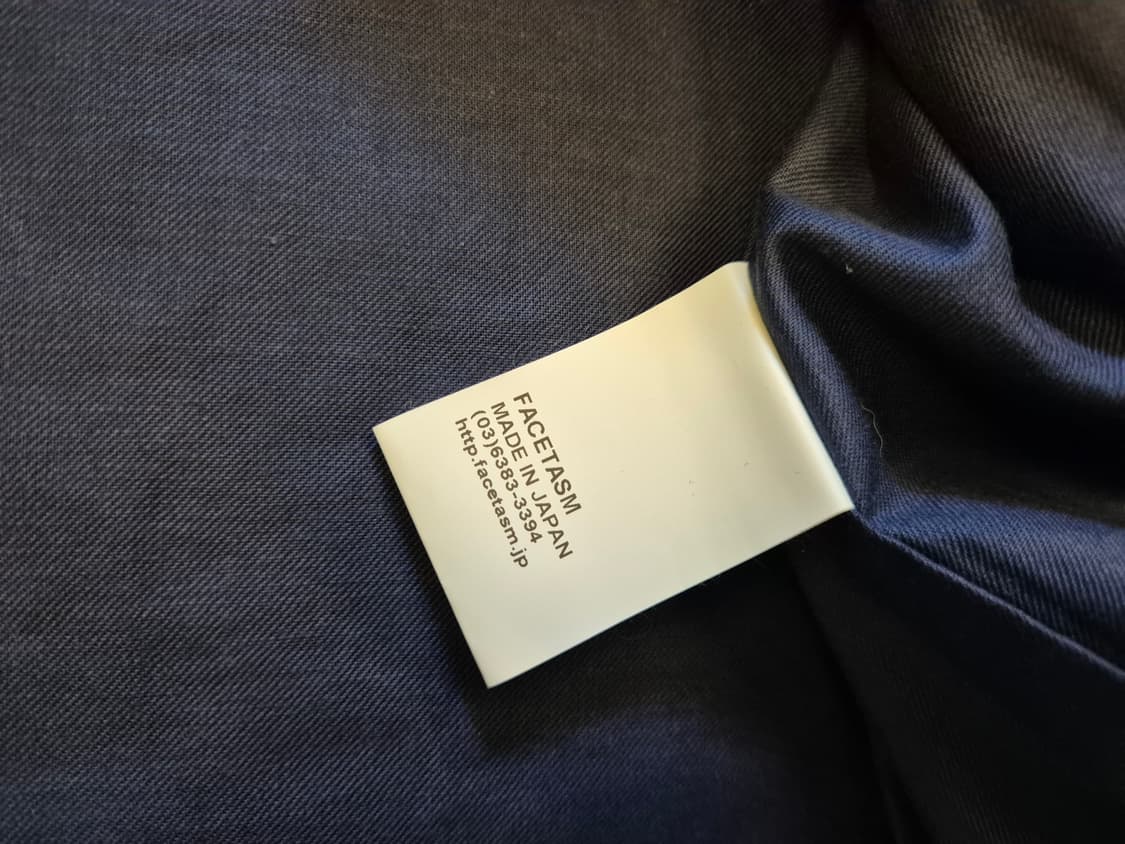 FACETASM
MADE IN JAPAN
(03)6383-3394
http.facetasm.jp